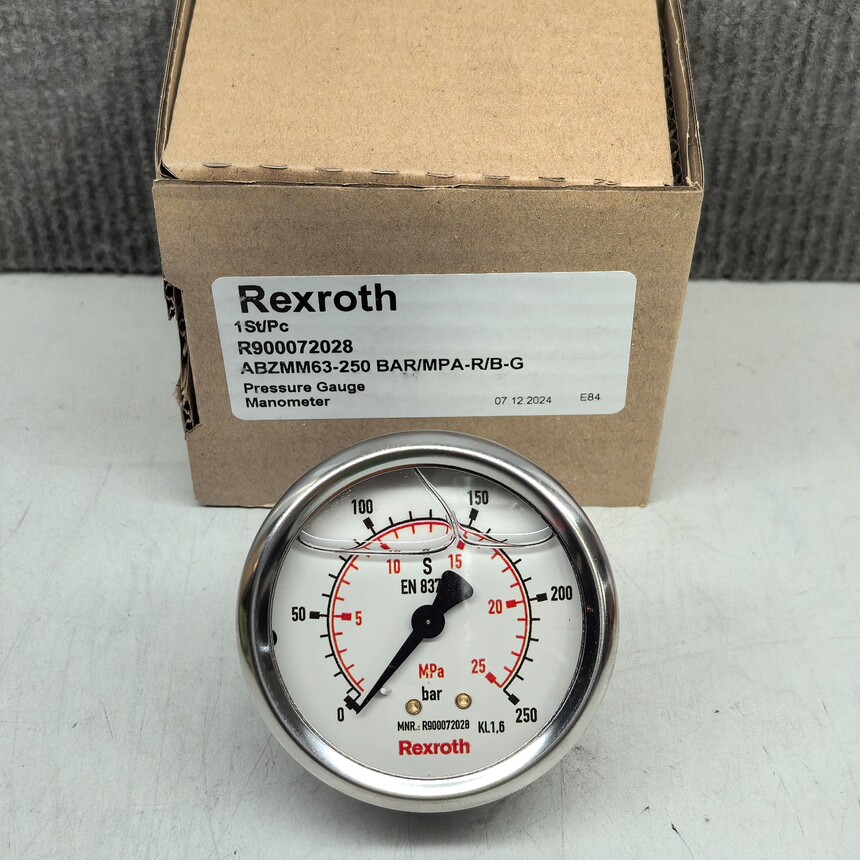 Rexroth
1St/Pc
R900072028
ABZMM63-250 BAR/MPA-R/B-G
Pressure Gauge
Manometer
07.12.2024 E84
100 150
10 S 15
EN 837
50 5 20 200
MPa 25
bar
0 250
MNR.: R900072028 KL1,6
Rexroth